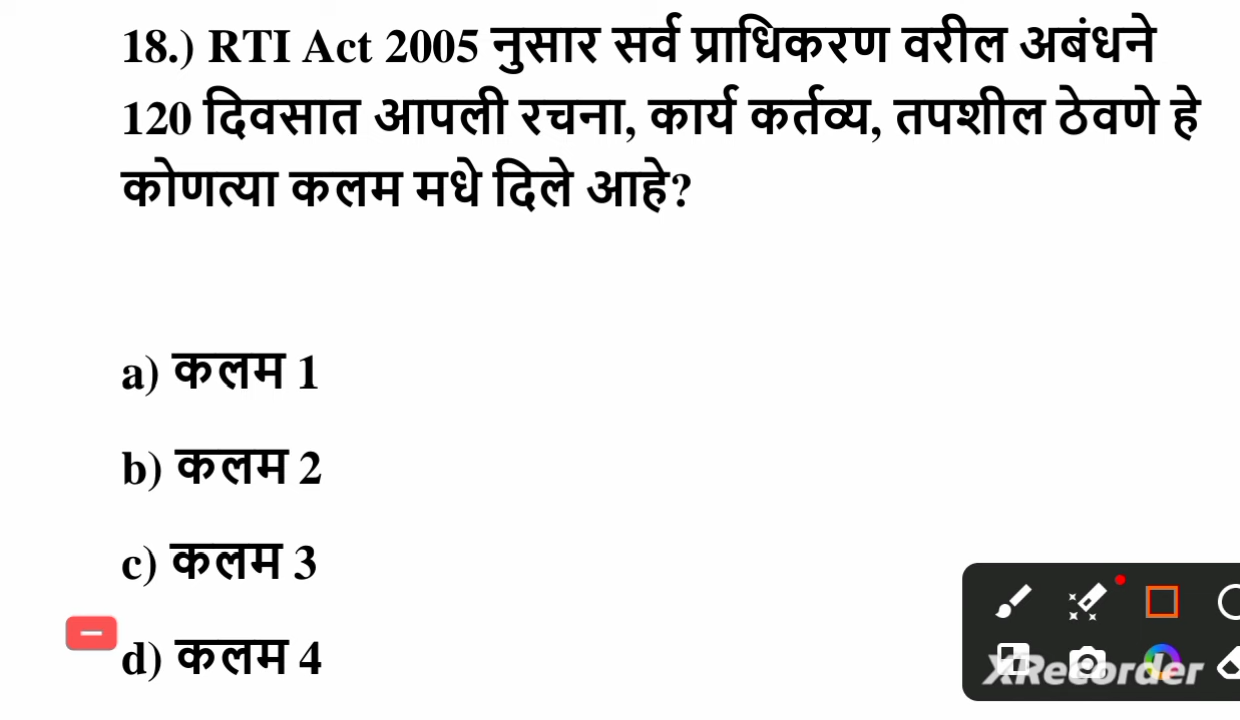 18.) RTI Act 2005 नुसार सर्व प्राधिकरण वरील अबंधने
120 दिवसात आपली रचना, कार्य कर्तव्य, तपशील ठेवणे हे
कोणत्या कलम मधे दिले आहे?
a) कलम 1
b) कलम 2
c) कलम 3
d) कलम 4
XRecorder